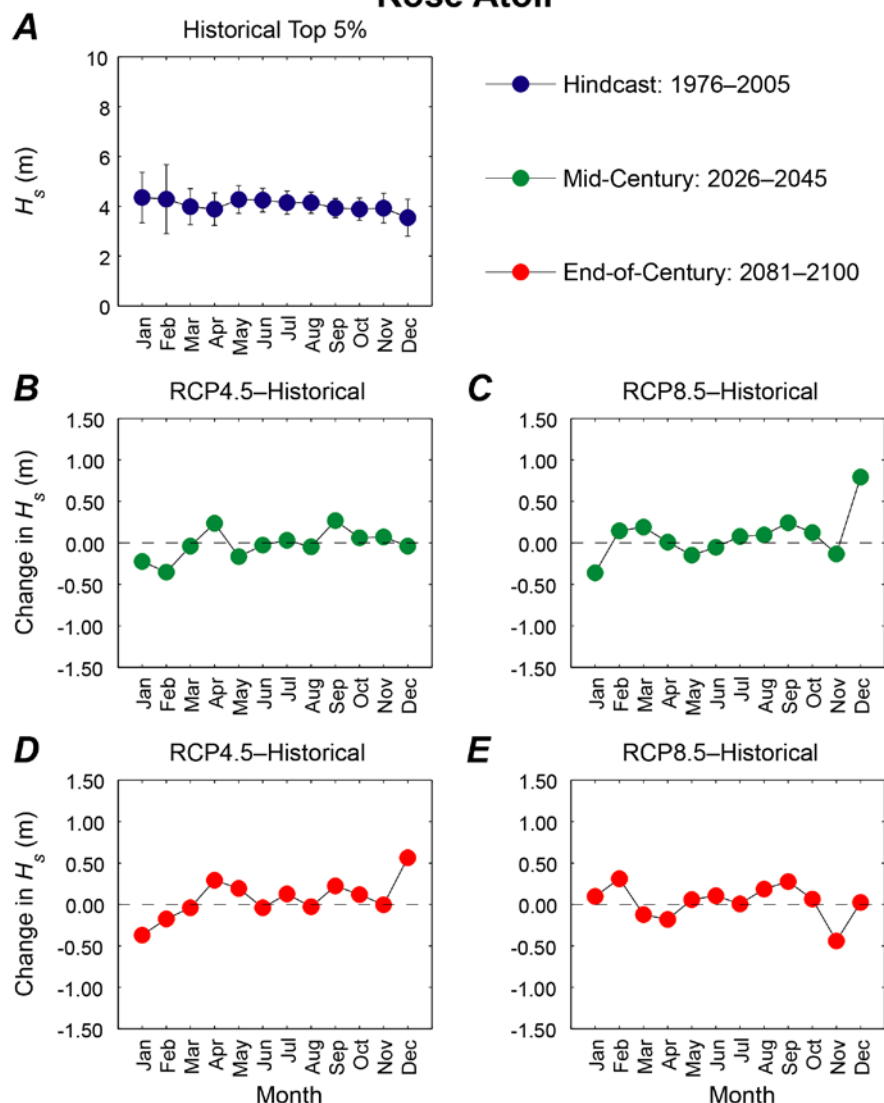 Rose Atoll
A
Historical Top 5%
10
8
6
4
2
0
H_s (m)
Jan Feb Mar Apr May Jun Jul Aug Sep Oct Nov Dec
Hindcast: 1976–2005
Mid-Century: 2026–2045
End-of-Century: 2081–2100
B
RCP4.5–Historical
1.50
1.00
0.50
0.00
-0.50
-1.00
-1.50
Change in H_s (m)
Jan Feb Mar Apr May Jun Jul Aug Sep Oct Nov Dec
C
RCP8.5–Historical
1.50
1.00
0.50
0.00
-0.50
-1.00
-1.50
Jan Feb Mar Apr May Jun Jul Aug Sep Oct Nov Dec
D
RCP4.5–Historical
1.50
1.00
0.50
0.00
-0.50
-1.00
-1.50
Change in H_s (m)
Jan Feb Mar Apr May Jun Jul Aug Sep Oct Nov Dec
Month
E
RCP8.5–Historical
1.50
1.00
0.50
0.00
-0.50
-1.00
-1.50
Jan Feb Mar Apr May Jun Jul Aug Sep Oct Nov Dec
Month